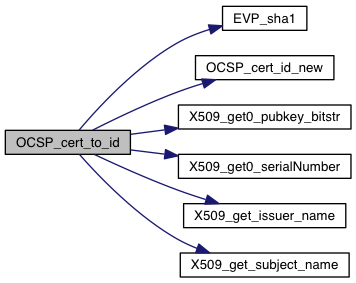 EVP_sha1
OCSP_cert_id_new
X509_get0_pubkey_bitstr
OCSP_cert_to_id
X509_get0_serialNumber
X509_get_issuer_name
X509_get_subject_name